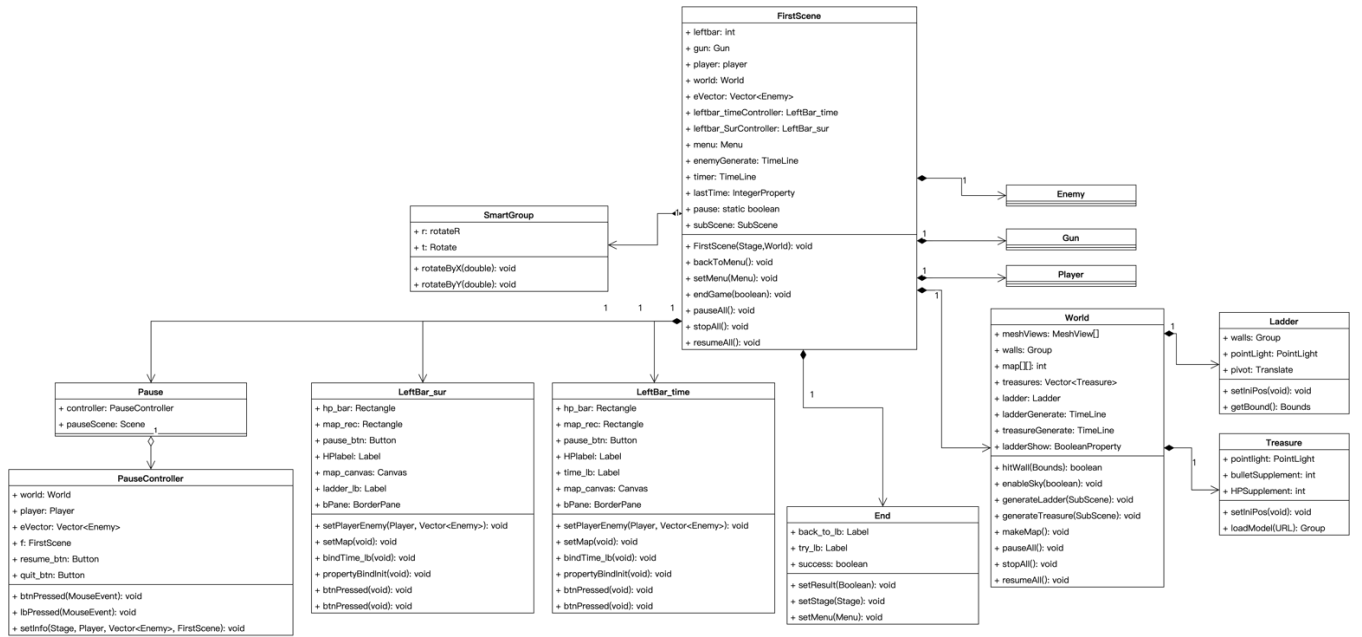 FirstScene
+ leftbar: int
+ gun: Gun
+ player: player
+ world: World
+ eVector: Vector<Enemy>
+ leftbar_timeController: LeftBar_time
+ leftbar_SurController: LeftBar_sur
+ menu: Menu
+ enemyGenerate: TimeLine
+ timer: TimeLine
+ lastTime: IntegerProperty
+ pause: static boolean
+ subScene: SubScene
+ FirstScene(Stage,World): void
+ backToMenu(): void
+ setMenu(Menu): void
+ endGame(boolean): void
+ pauseAll(): void
+ stopAll(): void
+ resumeAll(): void
1
Enemy
1
Gun
1
Player
1
1
SmartGroup
+ r: rotateR
+ t: Rotate
+ rotateByX(double): void
+ rotateByY(double): void
1
1
1
1
World
+ meshViews: MeshView[]
+ walls: Group
+ map[][]: int
+ treasures: Vector<Treasure>
+ ladder: Ladder
+ ladderGenerate: TimeLine
+ treasureGenerate: TimeLine
+ ladderShow: BooleanProperty
+ hitWall(Bounds): boolean
+ enableSky(boolean): void
+ generateLadder(SubScene): void
+ generateTreasure(SubScene): void
+ makeMap(): void
+ pauseAll(): void
+ stopAll(): void
+ resumeAll(): void
1
Ladder
+ walls: Group
+ pointLight: PointLight
+ pivot: Translate
+ setIniPos(void): void
+ getBound(): Bounds
1
Treasure
+ pointlight: PointLight
+ bulletSupplement: int
+ HPSupplement: int
+ setIniPos(void): void
+ loadModel(URL): Group
Pause
+ controller: PauseController
+ pauseScene: Scene
1
PauseController
+ world: World
+ player: Player
+ eVector: Vector<Enemy>
+ f: FirstScene
+ resume_btn: Button
+ quit_btn: Button
+ btnPressed(MouseEvent): void
+ lbPressed(MouseEvent): void
+ setInfo(Stage, Player, Vector<Enemy>, FirstScene): void
LeftBar_sur
+ hp_bar: Rectangle
+ map_rec: Rectangle
+ pause_btn: Button
+ HPlabel: Label
+ map_canvas: Canvas
+ ladder_lb: Label
+ bPane: BorderPane
+ setPlayerEnemy(Player, Vector<Enemy>): void
+ setMap(void): void
+ bindTime_lb(void): void
+ propertyBindInit(void): void
+ btnPressed(void): void
+ btnPressed(void): void
LeftBar_time
+ hp_bar: Rectangle
+ map_rec: Rectangle
+ pause_btn: Button
+ HPlabel: Label
+ time_lb: Label
+ map_canvas: Canvas
+ bPane: BorderPane
+ setPlayerEnemy(Player, Vector<Enemy>): void
+ setMap(void): void
+ bindTime_lb(void): void
+ propertyBindInit(void): void
+ btnPressed(void): void
+ btnPressed(void): void
End
+ back_to_lb: Label
+ try_lb: Label
+ success: boolean
+ setResult(Boolean): void
+ setStage(Stage): void
+ setMenu(Menu): void